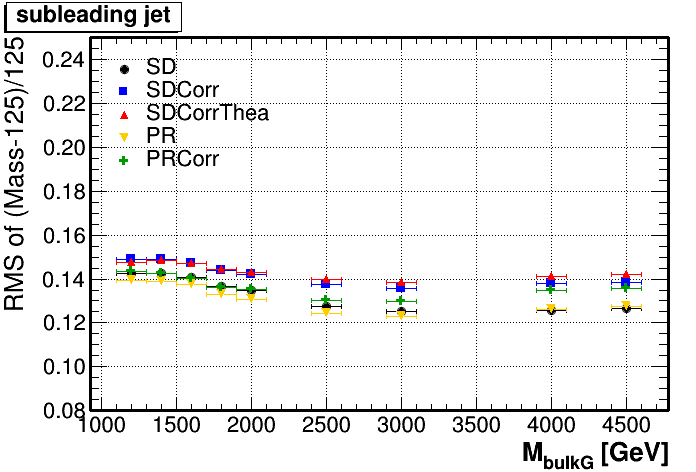 subleading jet
RMS of (Mass-125)/125
0.24
0.22
0.20
0.18
0.16
0.14
0.12
0.10
0.08
SD
SDCorr
SDCorrThea
PR
PRCorr
1000 1500 2000 2500 3000 3500 4000 4500
M_bulkG [GeV]